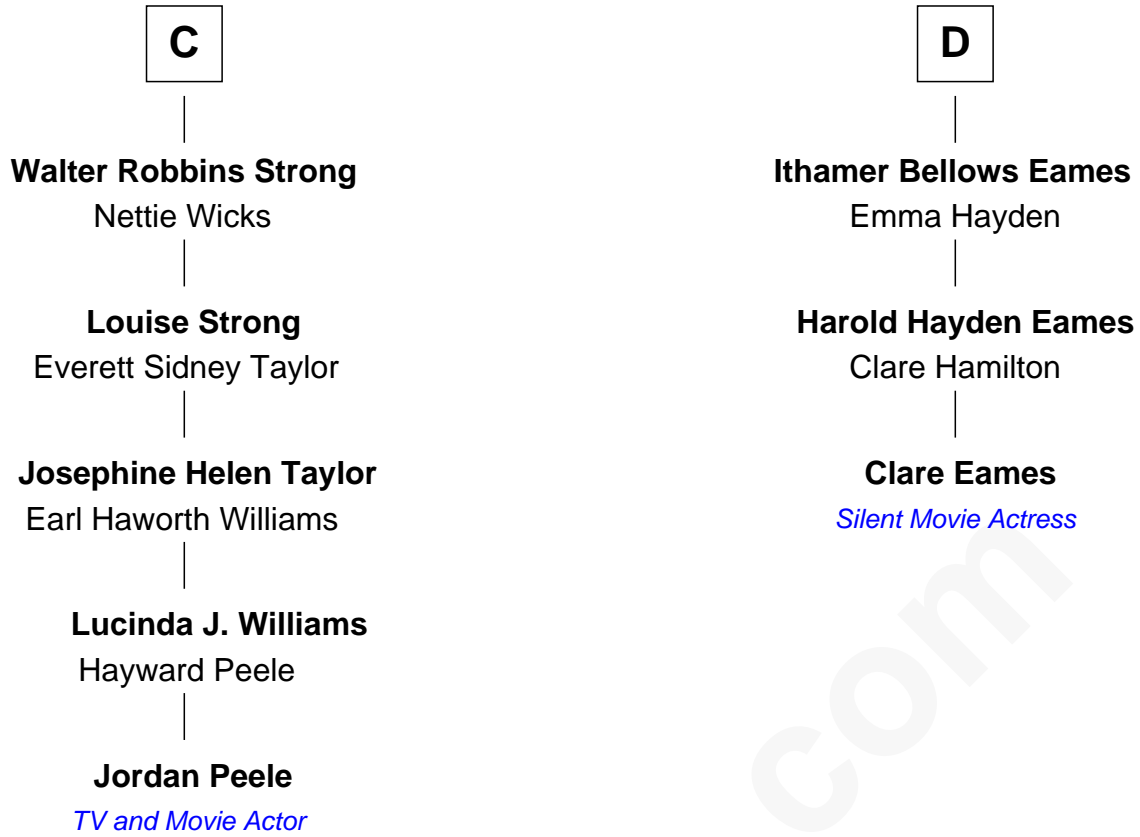 C
Walter Robbins Strong
Nettie Wicks
Louise Strong
Everett Sidney Taylor
Josephine Helen Taylor
Earl Haworth Williams
Lucinda J. Williams
Hayward Peele
Jordan Peele
TV and Movie Actor
D
Ithamer Bellows Eames
Emma Hayden
Harold Hayden Eames
Clare Hamilton
Clare Eames
Silent Movie Actress
com